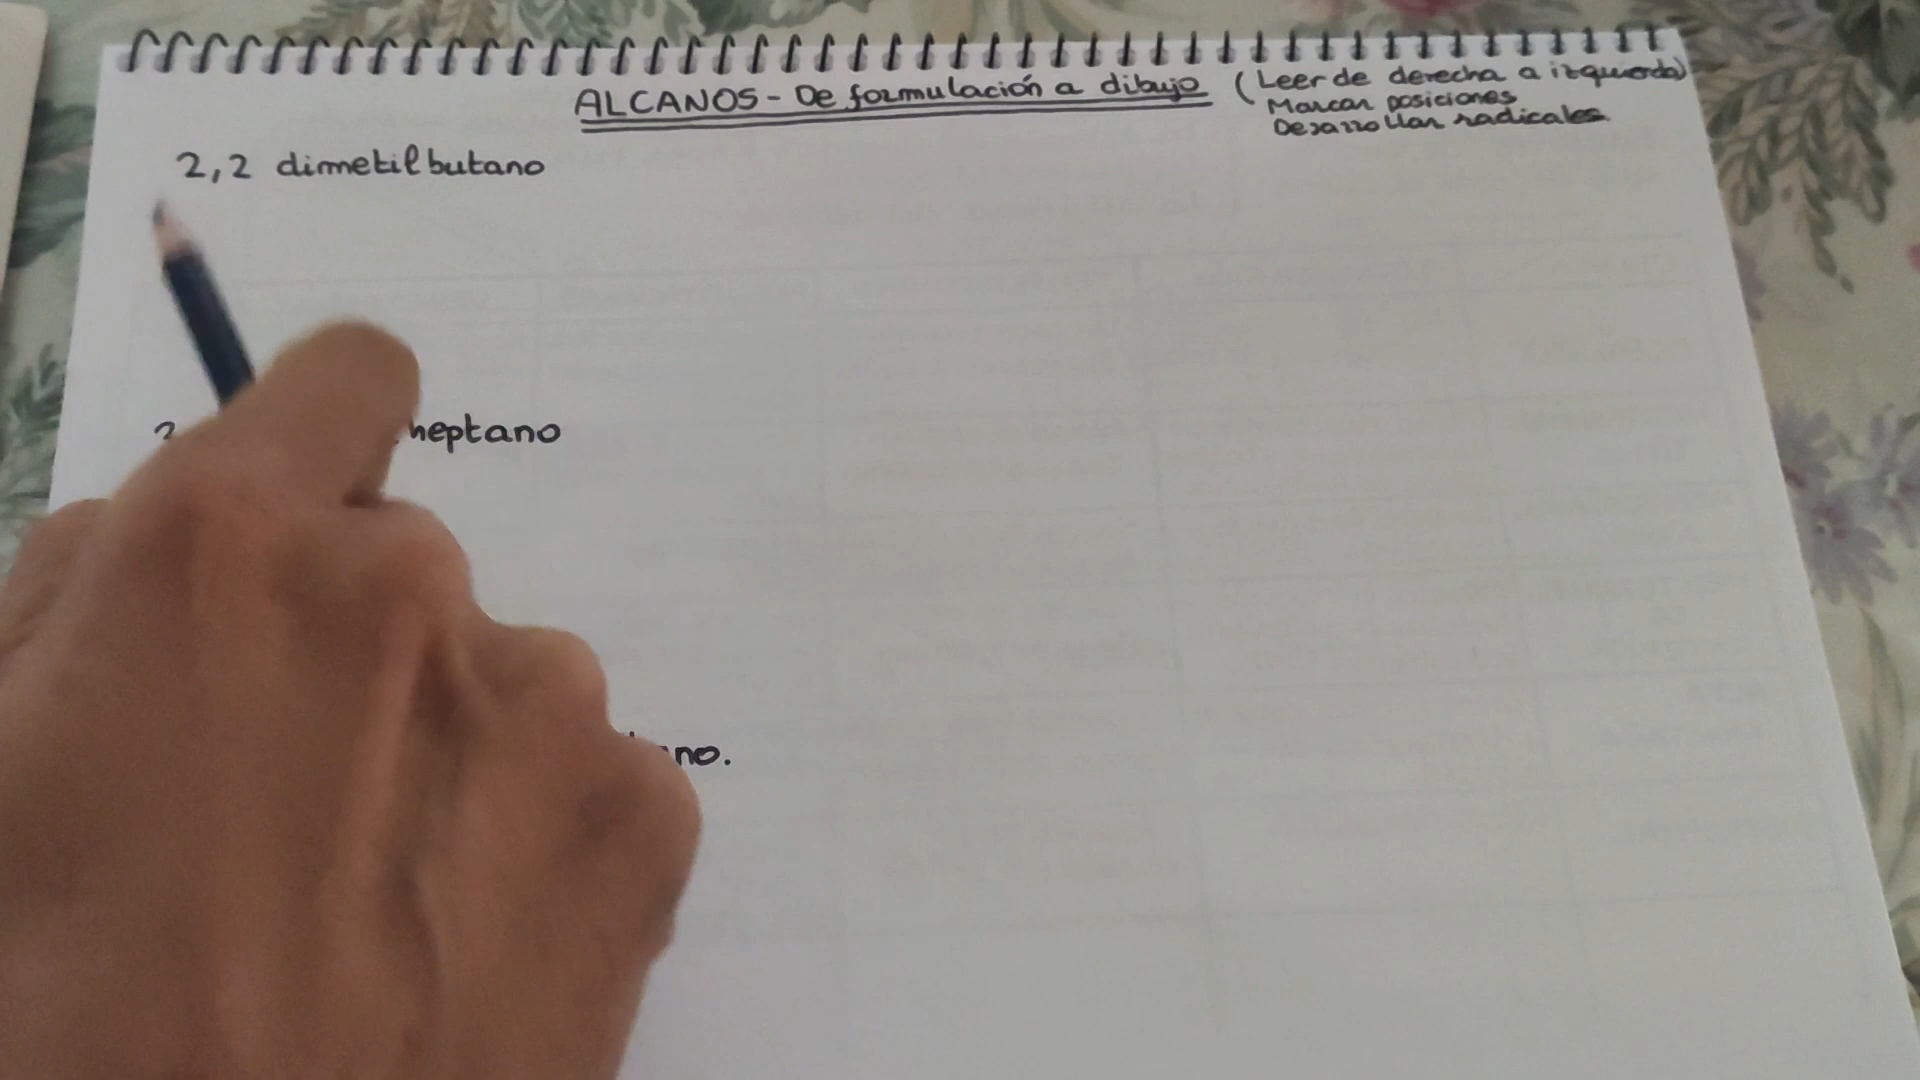 ALCANOS - De formulación a dibujo (Leer de derecha a izquierda)
Marcar posiciones
Desarrollar radicales
2,2 dimetilbutano
heptano
no.